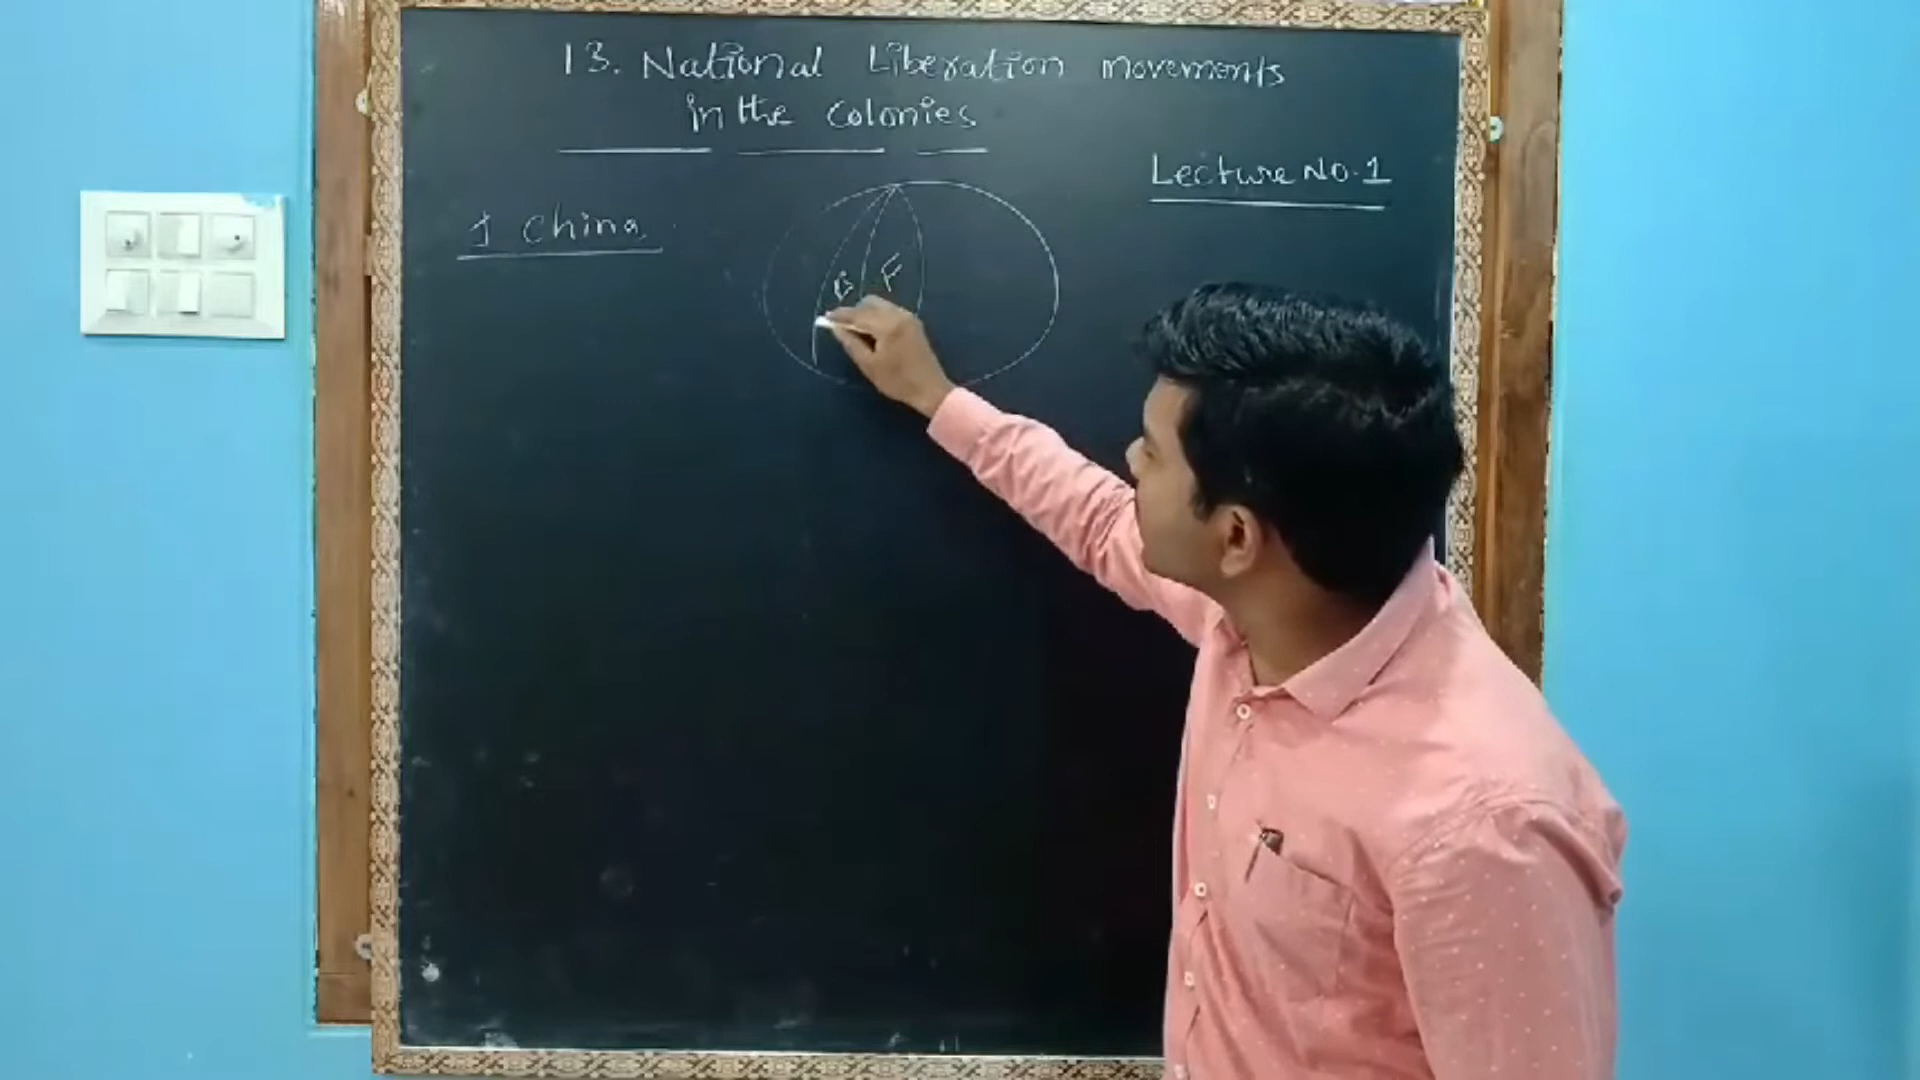 13. National Liberation movements
in the colonies
Lecture No. 1
1 China
B F